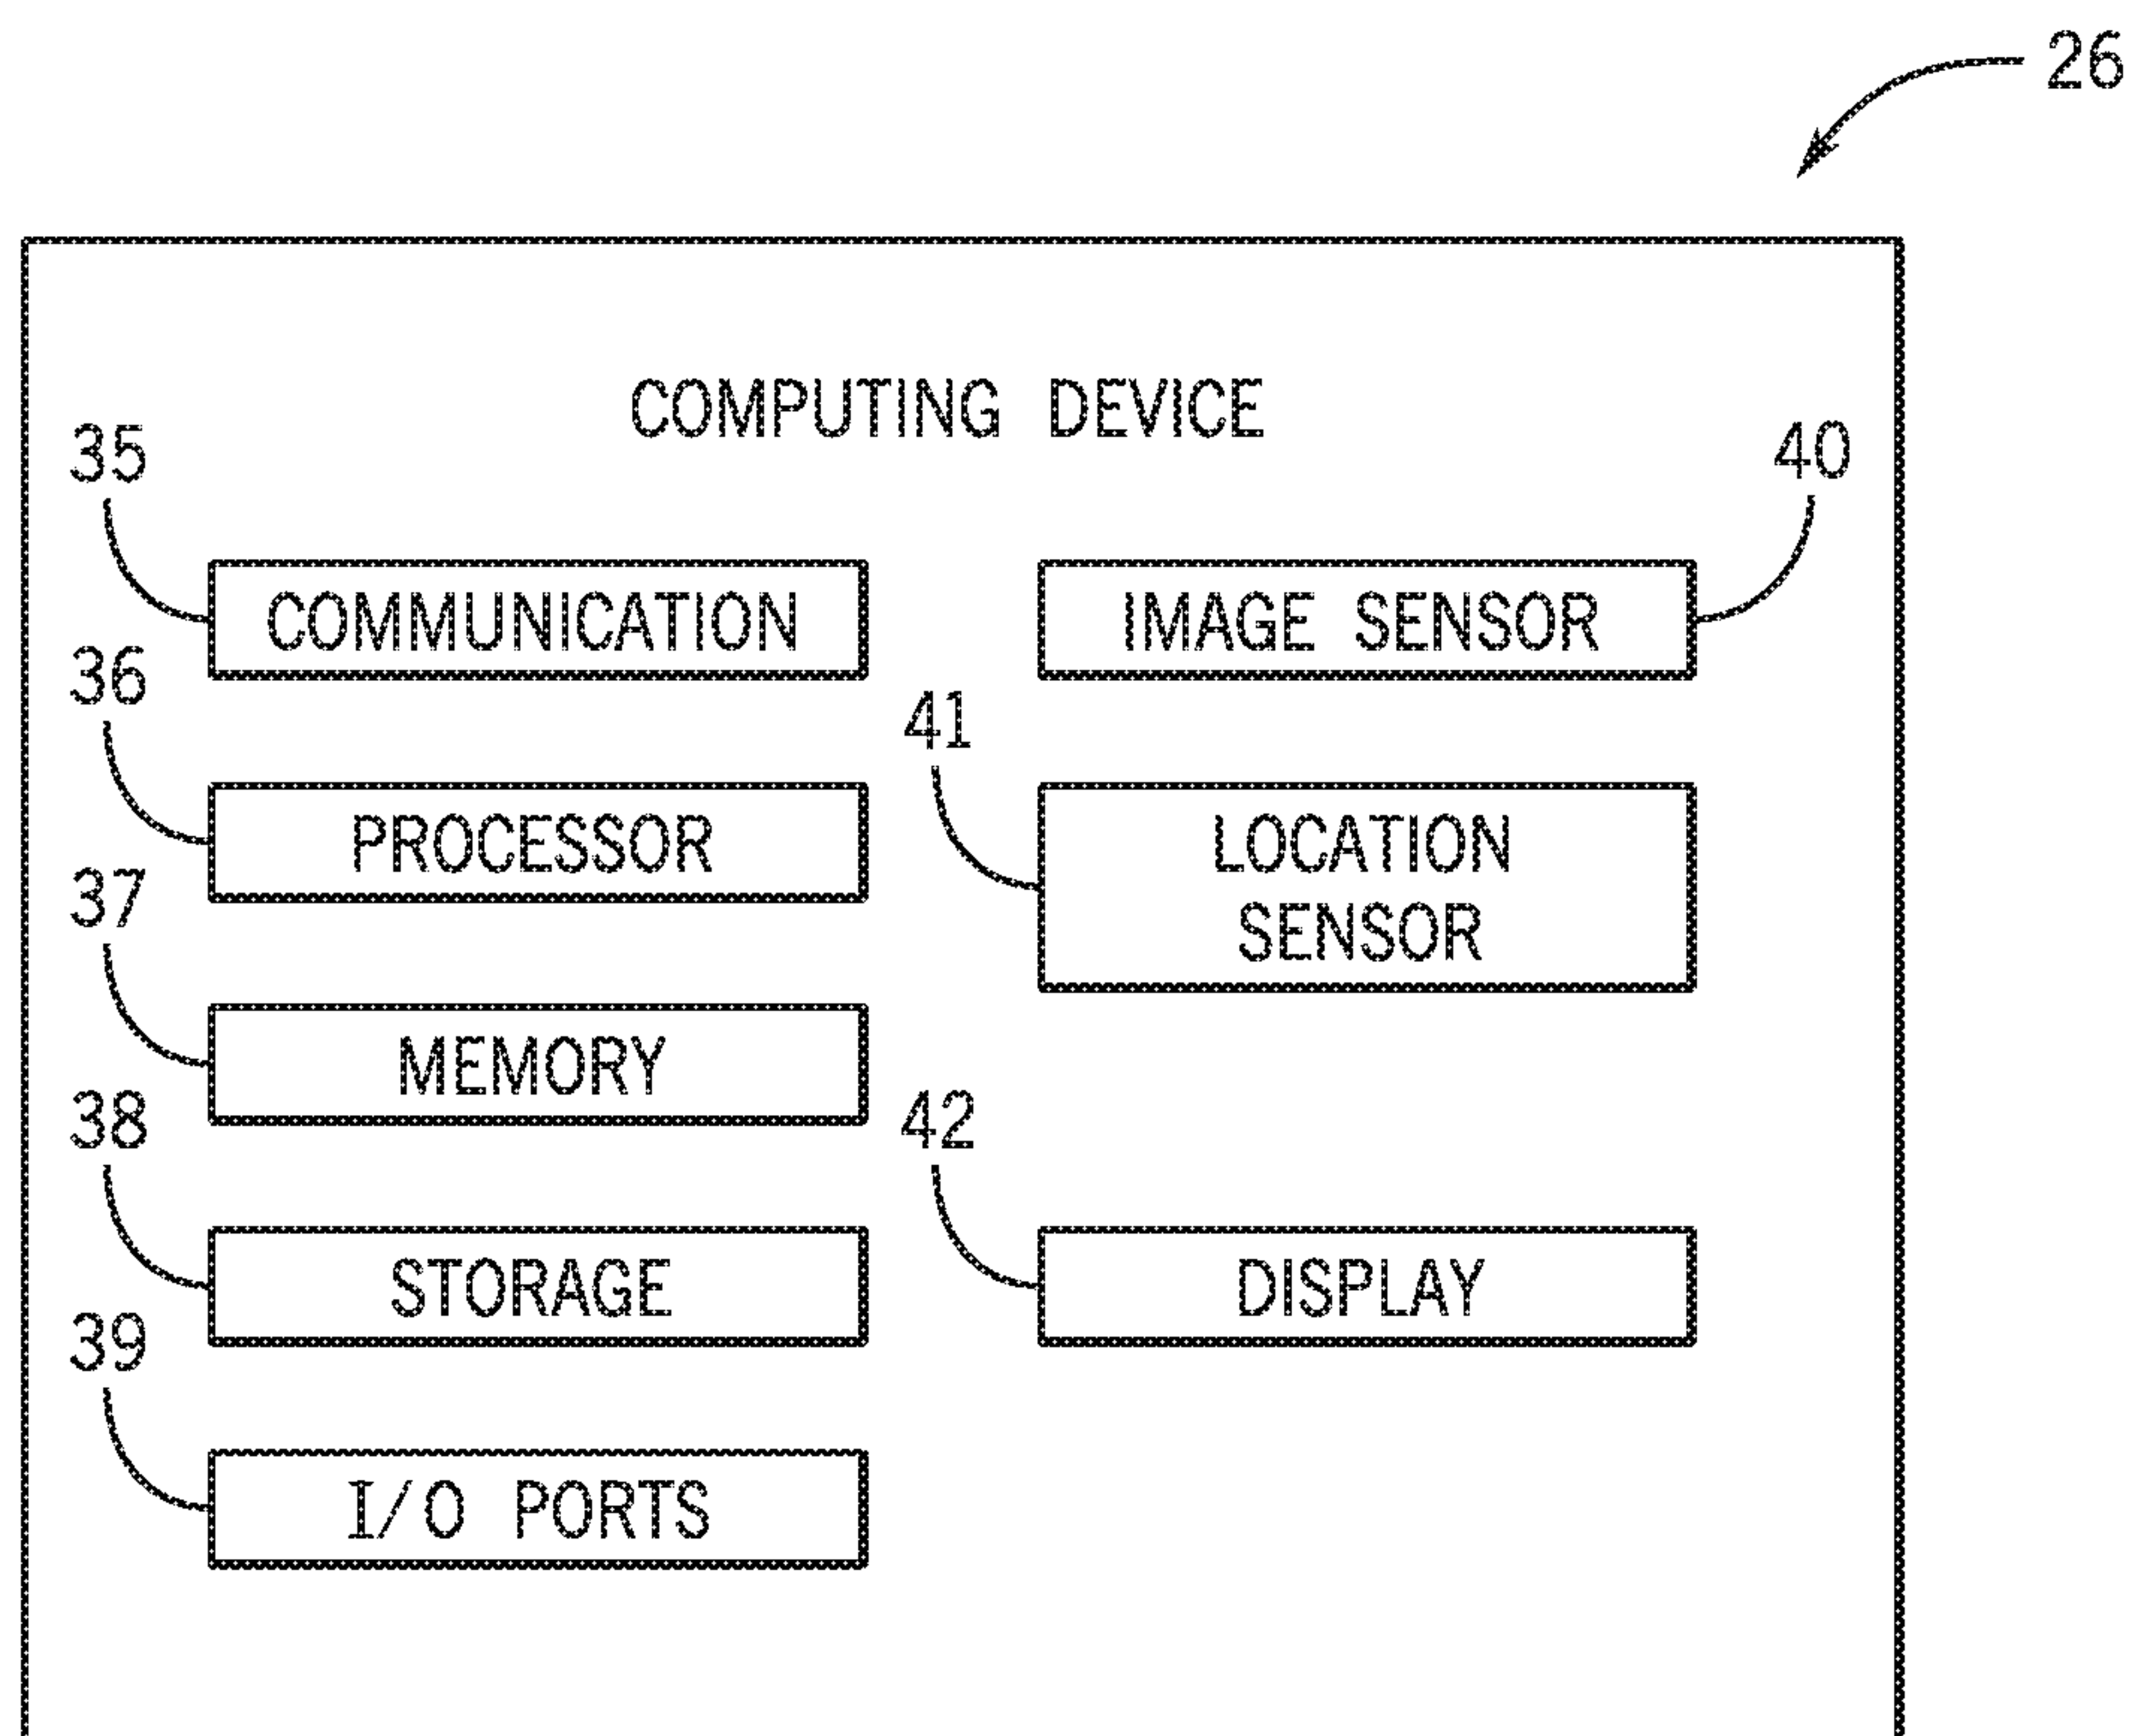 26
COMPUTING DEVICE
35
40
COMMUNICATION
IMAGE SENSOR
36
41
PROCESSOR
LOCATION
SENSOR
37
MEMORY
38
42
STORAGE
DISPLAY
39
I/O PORTS